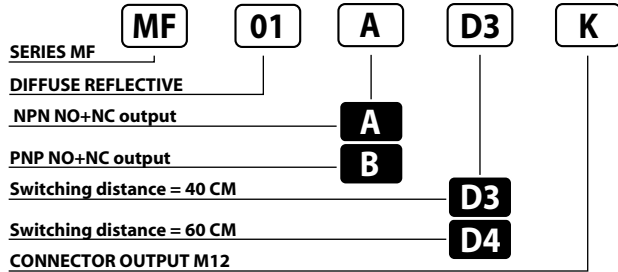 MF 01 A D3 K
SERIES MF
DIFFUSE REFLECTIVE
NPN NO+NC output A
PNP NO+NC output B
Switching distance = 40 CM D3
Switching distance = 60 CM D4
CONNECTOR OUTPUT M12